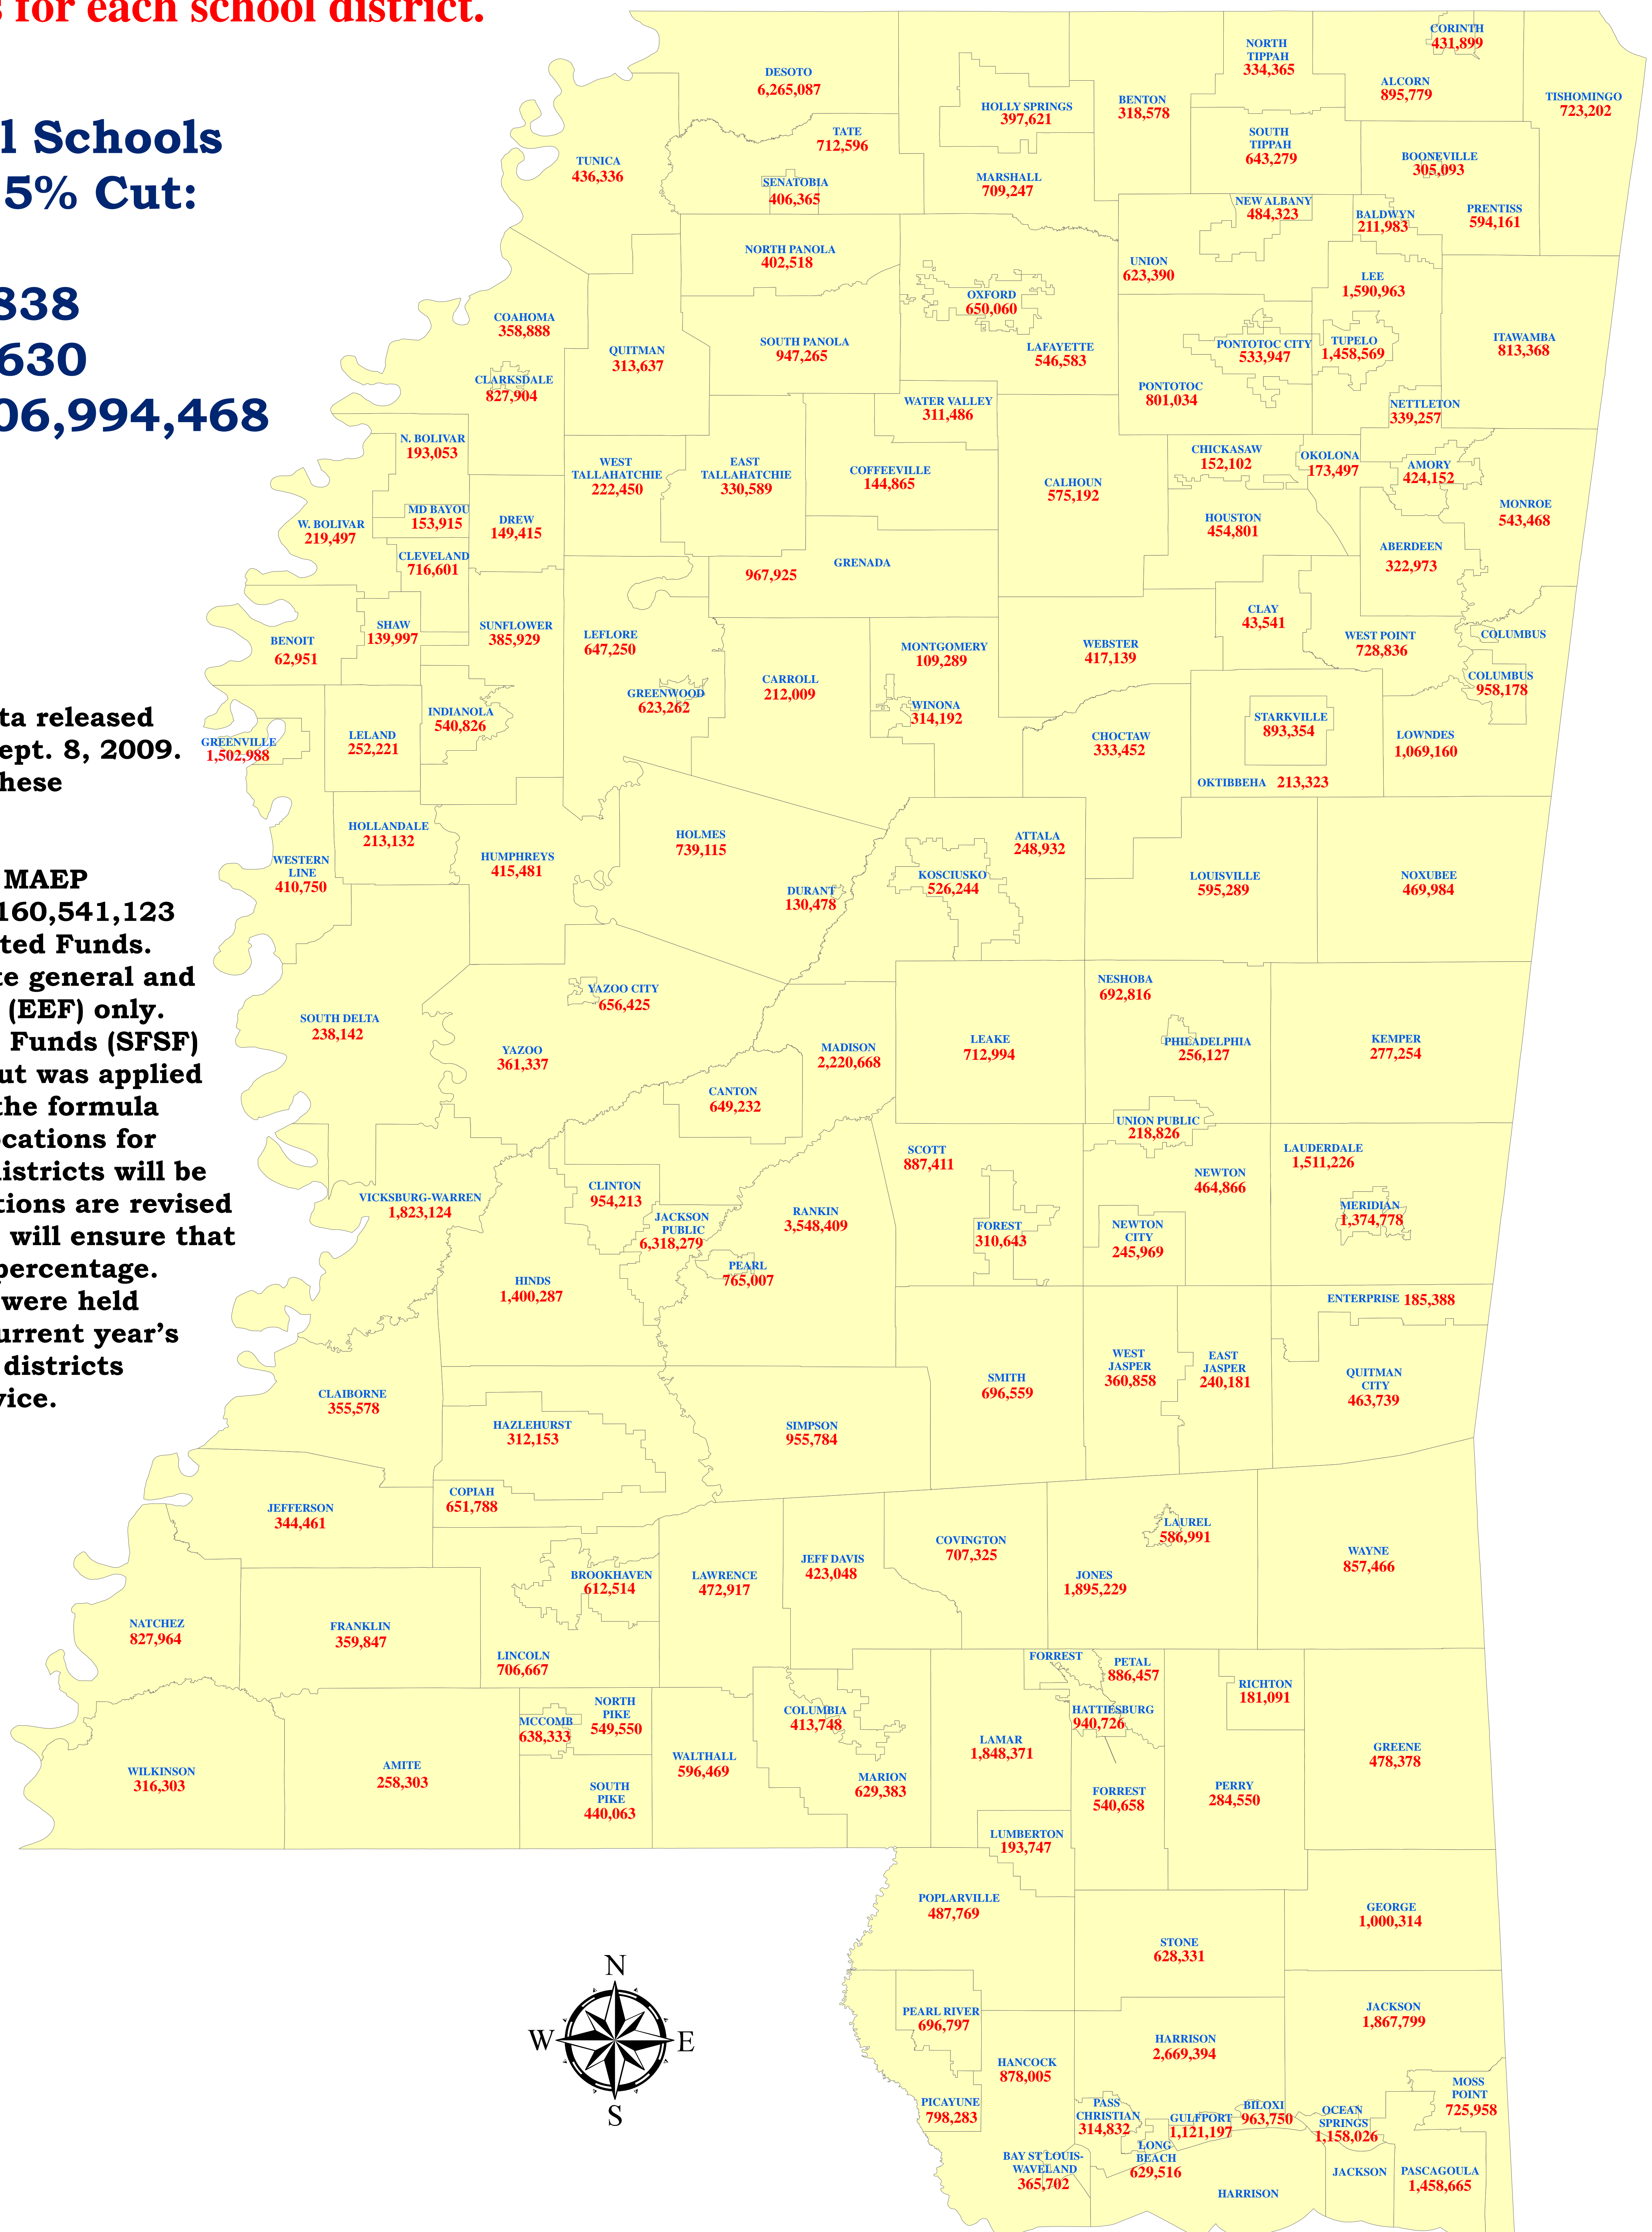 s for each school district.
l Schools
5% Cut:
838
630
06,994,468
ta released
ept. 8, 2009.
hese
MAEP
160,541,123
ted Funds.
te general and
(EEF) only.
Funds (SFSF)
ut was applied
the formula
cations for
districts will be
tions are revised
will ensure that
percentage.
were held
urrent year's
districts
vice.
CORINTH
431,899
NORTH
TIPPAH
334,365
DESOTO
6,265,087
ALCORN
895,779
TISHOMINGO
723,202
HOLLY SPRINGS
397,621
BENTON
318,578
TATE
712,596
SOUTH
TIPPAH
643,279
BOONEVILLE
305,093
TUNICA
436,336
SENATOBIA
406,365
MARSHALL
709,247
NEW ALBANY
484,323
BALDWYN
211,983
PRENTISS
594,161
NORTH PANOLA
402,518
UNION
623,390
LEE
1,590,963
OXFORD
650,060
COAHOMA
358,888
QUITMAN
313,637
SOUTH PANOLA
947,265
LAFAYETTE
546,583
PONTOTOC CITY
533,947
TUPELO
1,458,569
ITAWAMBA
813,368
CLARKSDALE
827,904
PONTOTOC
801,034
WATER VALLEY
311,486
NETTLETON
339,257
N. BOLIVAR
193,053
WEST
TALLAHATCHIE
222,450
EAST
TALLAHATCHIE
330,589
COFFEEVILLE
144,865
CALHOUN
575,192
CHICKASAW
152,102
OKOLONA
173,497
AMORY
424,152
MD BAYOU
153,915
W. BOLIVAR
219,497
DREW
149,415
HOUSTON
454,801
MONROE
543,468
CLEVELAND
716,601
GRENADA
967,925
ABERDEEN
322,973
SHAW
139,997
SUNFLOWER
385,929
BENOIT
62,951
LEFLORE
647,250
MONTGOMERY
109,289
WEBSTER
417,139
CLAY
43,541
WEST POINT
728,836
COLUMBUS
COLUMBUS
958,178
CARROLL
212,009
GREENWOOD
623,262
INDIANOLA
540,826
WINONA
314,192
STARKVILLE
893,354
GREENVILLE
1,502,988
LELAND
252,221
CHOCTAW
333,452
LOWNDES
1,069,160
OKTIBBEHA 213,323
HOLLANDALE
213,132
HOLMES
739,115
ATTALA
248,932
WESTERN
LINE
410,750
HUMPHREYS
415,481
DURANT
130,478
KOSCIUSKO
526,244
LOUISVILLE
595,289
NOXUBEE
469,984
YAZOO CITY
656,425
NESHOBA
692,816
SOUTH DELTA
238,142
YAZOO
361,337
MADISON
2,220,668
LEAKE
712,994
PHILADELPHIA
256,127
KEMPER
277,254
CANTON
649,232
UNION PUBLIC
218,826
SCOTT
887,411
NEWTON
464,866
LAUDERDALE
1,511,226
VICKSBURG-WARREN
1,823,124
CLINTON
954,213
JACKSON
PUBLIC
6,318,279
RANKIN
3,548,409
FOREST
310,643
NEWTON
CITY
245,969
MERIDIAN
1,374,778
HINDS
1,400,287
PEARL
765,007
ENTERPRISE 185,388
CLAIBORNE
355,578
HAZLEHURST
312,153
SIMPSON
955,784
SMITH
696,559
WEST
JASPER
360,858
EAST
JASPER
240,181
QUITMAN
CITY
463,739
JEFFERSON
344,461
COPIAH
651,788
COVINGTON
707,325
LAUREL
586,991
WAYNE
857,466
BROOKHAVEN
612,514
LAWRENCE
472,917
JEFF DAVIS
423,048
JONES
1,895,229
NATCHEZ
827,964
FRANKLIN
359,847
LINCOLN
706,667
FORREST
PETAL
886,457
RICHTON
181,091
MCCOMB
638,333
NORTH
PIKE
549,550
COLUMBIA
413,748
HATTIESBURG
940,726
WILKINSON
316,303
AMITE
258,303
SOUTH
PIKE
440,063
WALTHALL
596,469
MARION
629,383
LAMAR
1,848,371
FORREST
540,658
PERRY
284,550
GREENE
478,378
LUMBERTON
193,747
POPLARVILLE
487,769
STONE
628,331
GEORGE
1,000,314
N
W E
S
PEARL RIVER
696,797
HANCOCK
878,005
HARRISON
2,669,394
JACKSON
1,867,799
PICAYUNE
798,283
PASS
CHRISTIAN
314,832
GULFPORT
1,121,197
BILOXI
963,750
OCEAN
SPRINGS
1,158,026
MOSS
POINT
725,958
BAY ST LOUIS-
WAVELAND
365,702
LONG
BEACH
629,516
HARRISON
JACKSON
PASCAGOULA
1,458,665